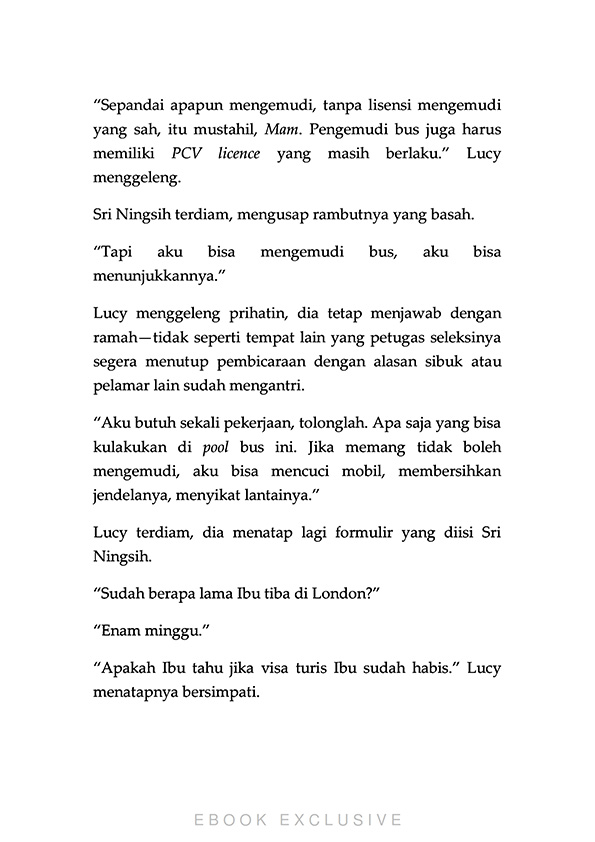 “Sepandai apapun mengemudi, tanpa lisensi mengemudi
yang sah, itu mustahil, Mam. Pengemudi bus juga harus
memiliki PCV licence yang masih berlaku.” Lucy
menggeleng.
Sri Ningsih terdiam, mengusap rambutnya yang basah.
“Tapi aku bisa mengemudi bus, aku bisa
menunjukkannya.”
Lucy menggeleng prihatin, dia tetap menjawab dengan
ramah—tidak seperti tempat lain yang petugas seleksinya
segera menutup pembicaraan dengan alasan sibuk atau
pelamar lain sudah mengantri.
“Aku butuh sekali pekerjaan, tolonglah. Apa saja yang bisa
kulakukan di pool bus ini. Jika memang tidak boleh
mengemudi, aku bisa mencuci mobil, membersihkan
jendelanya, menyikat lantainya.”
Lucy terdiam, dia menatap lagi formulir yang diisi Sri
Ningsih.
“Sudah berapa lama Ibu tiba di London?”
“Enam minggu.”
“Apakah Ibu tahu jika visa turis Ibu sudah habis.” Lucy
menatapnya bersimpati.
EBOOK EXCLUSIVE